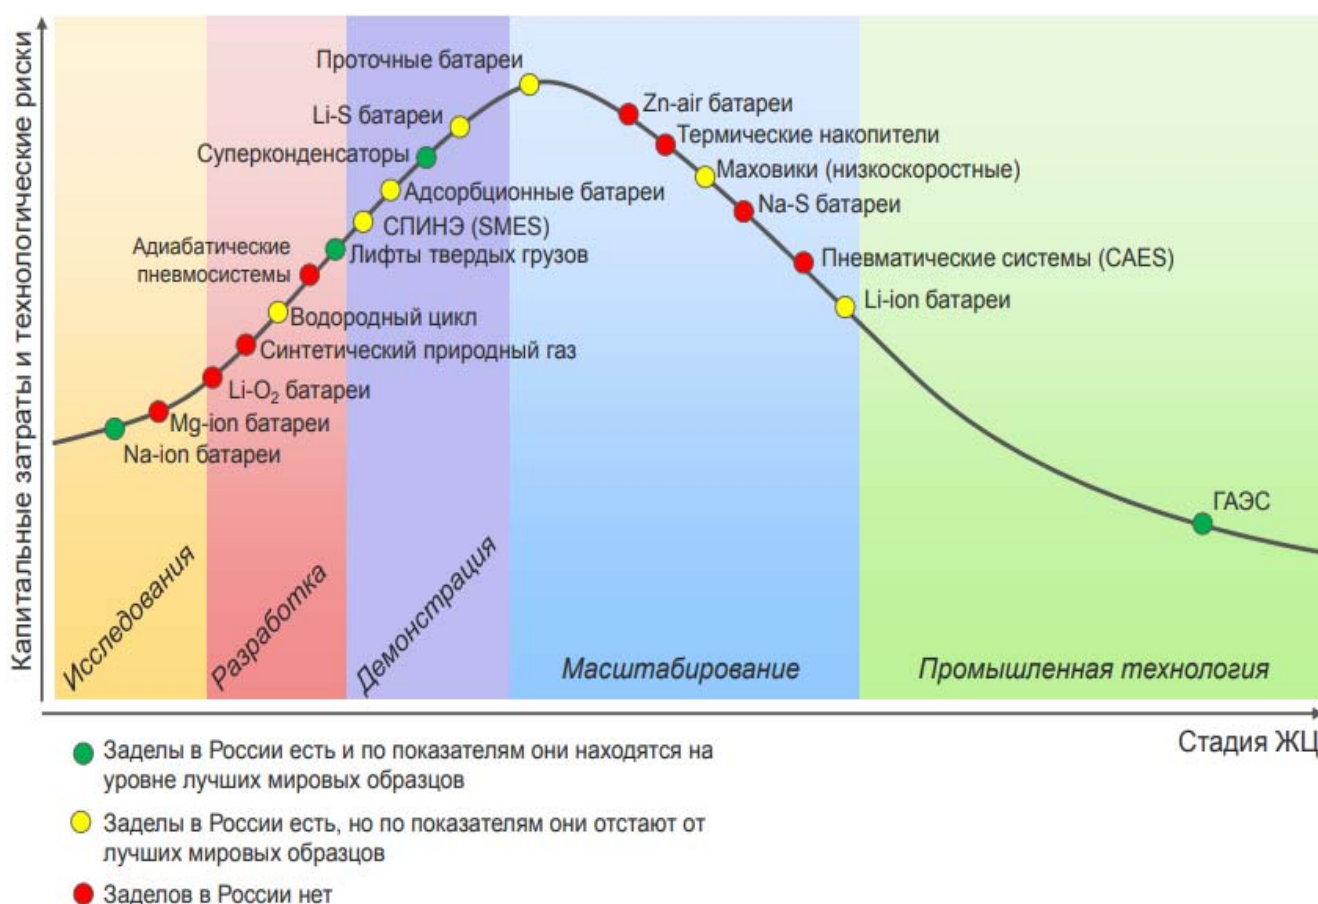 Капитальные затраты и технологические риски
Проточные батареи
Li-S батареи
Суперконденсаторы
Адсорбционные батареи
СПИНЭ (SMES)
Адиабатические
пневмосистемы
Лифты твердых грузов
Водородный цикл
Синтетический природный газ
Li-O₂ батареи
Mg-ion батареи
Na-ion батареи
Zn-air батареи
Термические накопители
Маховики (низкоскоростные)
Na-S батареи
Пневматические системы (CAES)
Li-ion батареи
ГАЭС
Исследования
Разработка
Демонстрация
Масштабирование
Промышленная технология
Стадия ЖЦ
Заделы в России есть и по показателям они находятся на
уровне лучших мировых образцов
Заделы в России есть, но по показателям они отстают от
лучших мировых образцов
Заделов в России нет